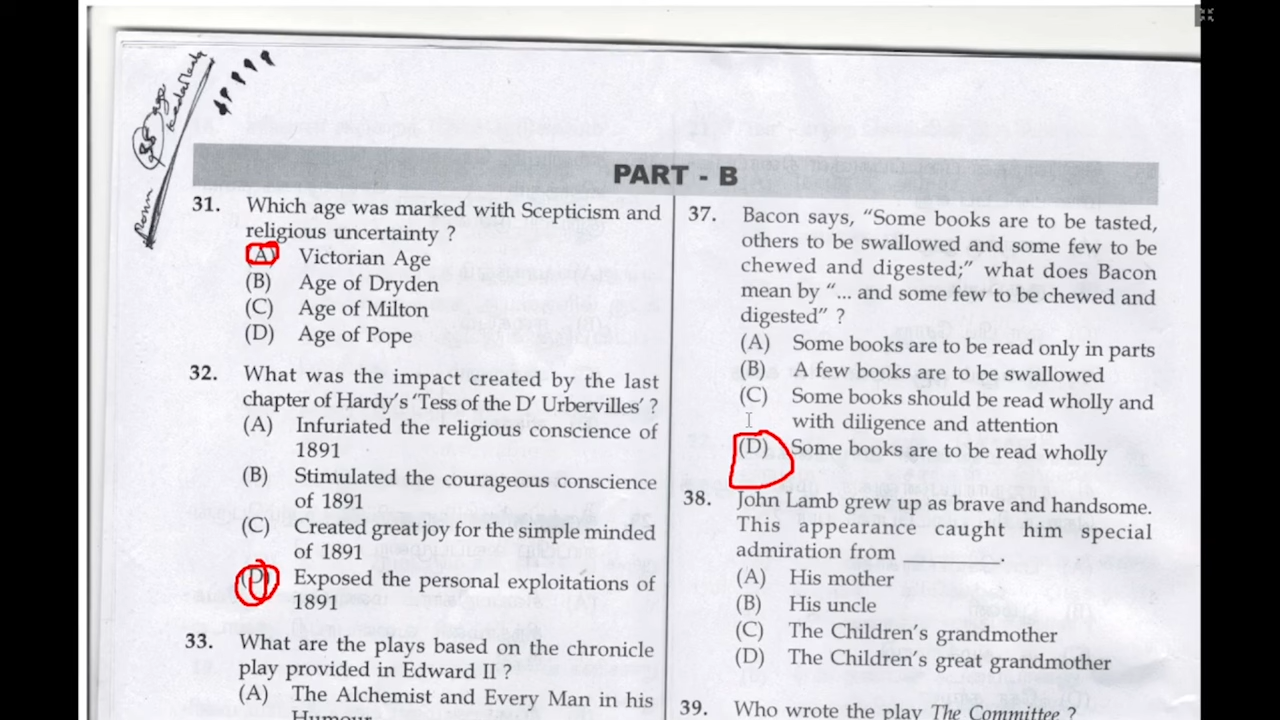 PART - B
31. Which age was marked with Scepticism and
religious uncertainty ?
(A) Victorian Age
(B) Age of Dryden
(C) Age of Milton
(D) Age of Pope
32. What was the impact created by the last
chapter of Hardy's 'Tess of the D' Urbervilles' ?
(A) Infuriated the religious conscience of
1891
(B) Stimulated the courageous conscience
of 1891
(C) Created great joy for the simple minded
of 1891
(D) Exposed the personal exploitations of
1891
33. What are the plays based on the chronicle
play provided in Edward II ?
(A) The Alchemist and Every Man in his
Humour
37. Bacon says, "Some books are to be tasted,
others to be swallowed and some few to be
chewed and digested;" what does Bacon
mean by "... and some few to be chewed and
digested" ?
(A) Some books are to be read only in parts
(B) A few books are to be swallowed
(C) Some books should be read wholly and
with diligence and attention
(D) Some books are to be read wholly
38. John Lamb grew up as brave and handsome.
This appearance caught him special
admiration from
(A) His mother
(B) His uncle
(C) The Children's grandmother
(D) The Children's great grandmother
39. Who wrote the play The Committee ?